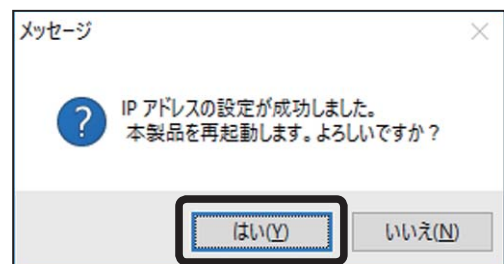 メッセージ
IP アドレスの設定が成功しました。
本製品を再起動します。よろしいですか？
はい(Y)
いいえ(N)